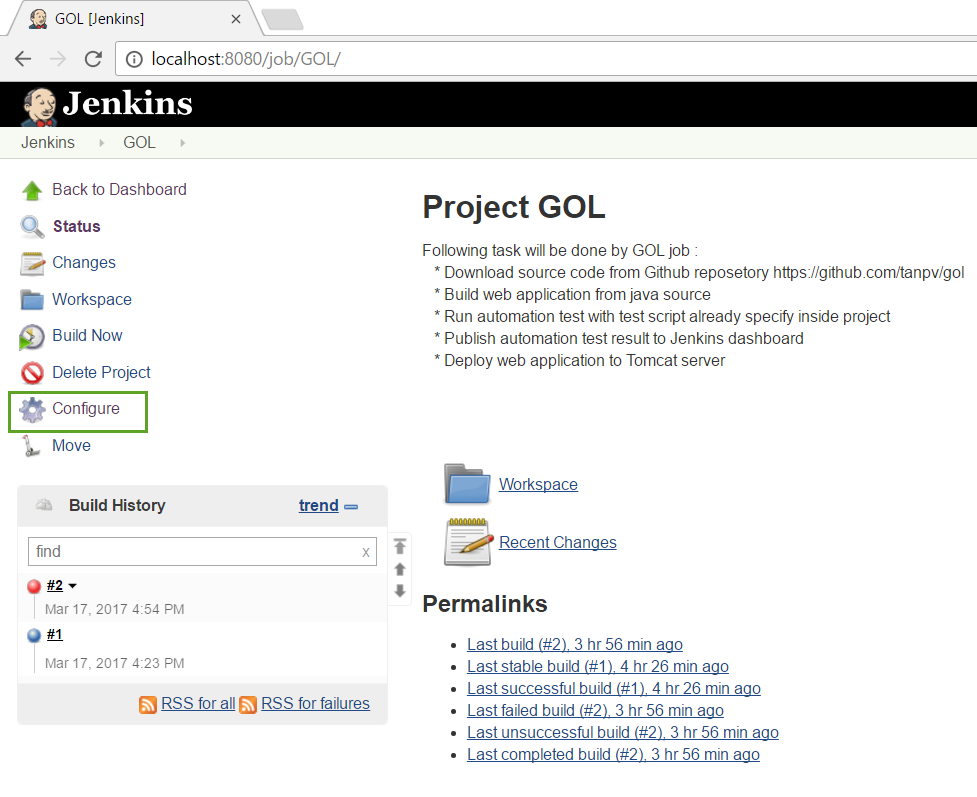 GOL [Jenkins]
localhost:8080/job/GOL/
Jenkins
Jenkins GOL
Back to Dashboard
Status
Changes
Workspace
Build Now
Delete Project
Configure
Move
Build History trend
find x
#2
Mar 17, 2017 4:54 PM
#1
Mar 17, 2017 4:23 PM
RSS for all RSS for failures
Project GOL
Following task will be done by GOL job :
* Download source code from Github reposetory https://github.com/tanpv/gol
* Build web application from java source
* Run automation test with test script already specify inside project
* Publish automation test result to Jenkins dashboard
* Deploy web application to Tomcat server
Workspace
Recent Changes
Permalinks
Last build (#2), 3 hr 56 min ago
Last stable build (#1), 4 hr 26 min ago
Last successful build (#1), 4 hr 26 min ago
Last failed build (#2), 3 hr 56 min ago
Last unsuccessful build (#2), 3 hr 56 min ago
Last completed build (#2), 3 hr 56 min ago